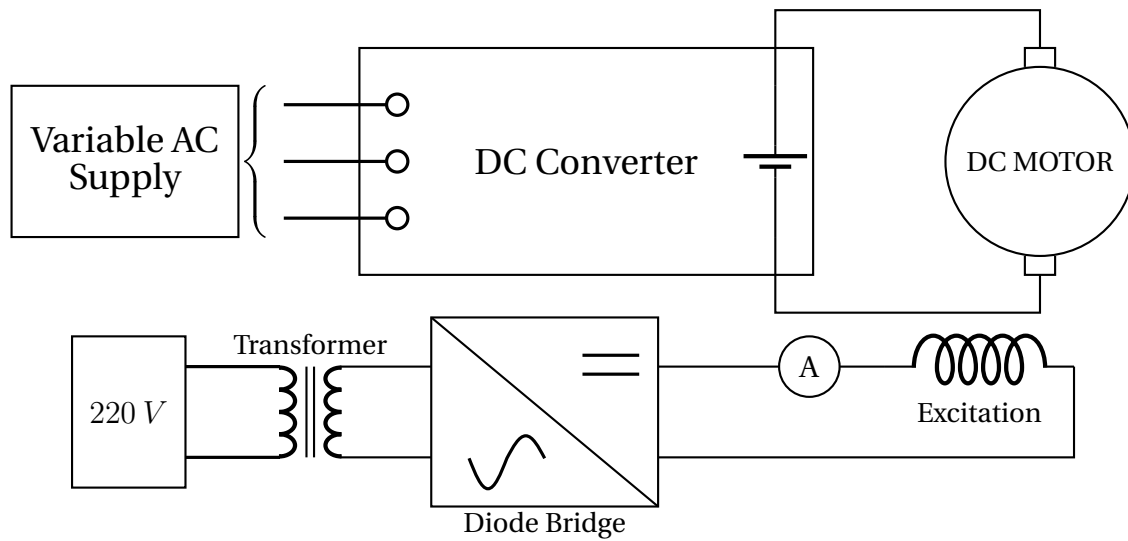 Variable AC
Supply
DC Converter
DC MOTOR
Transformer
220 V
A
Excitation
Diode Bridge